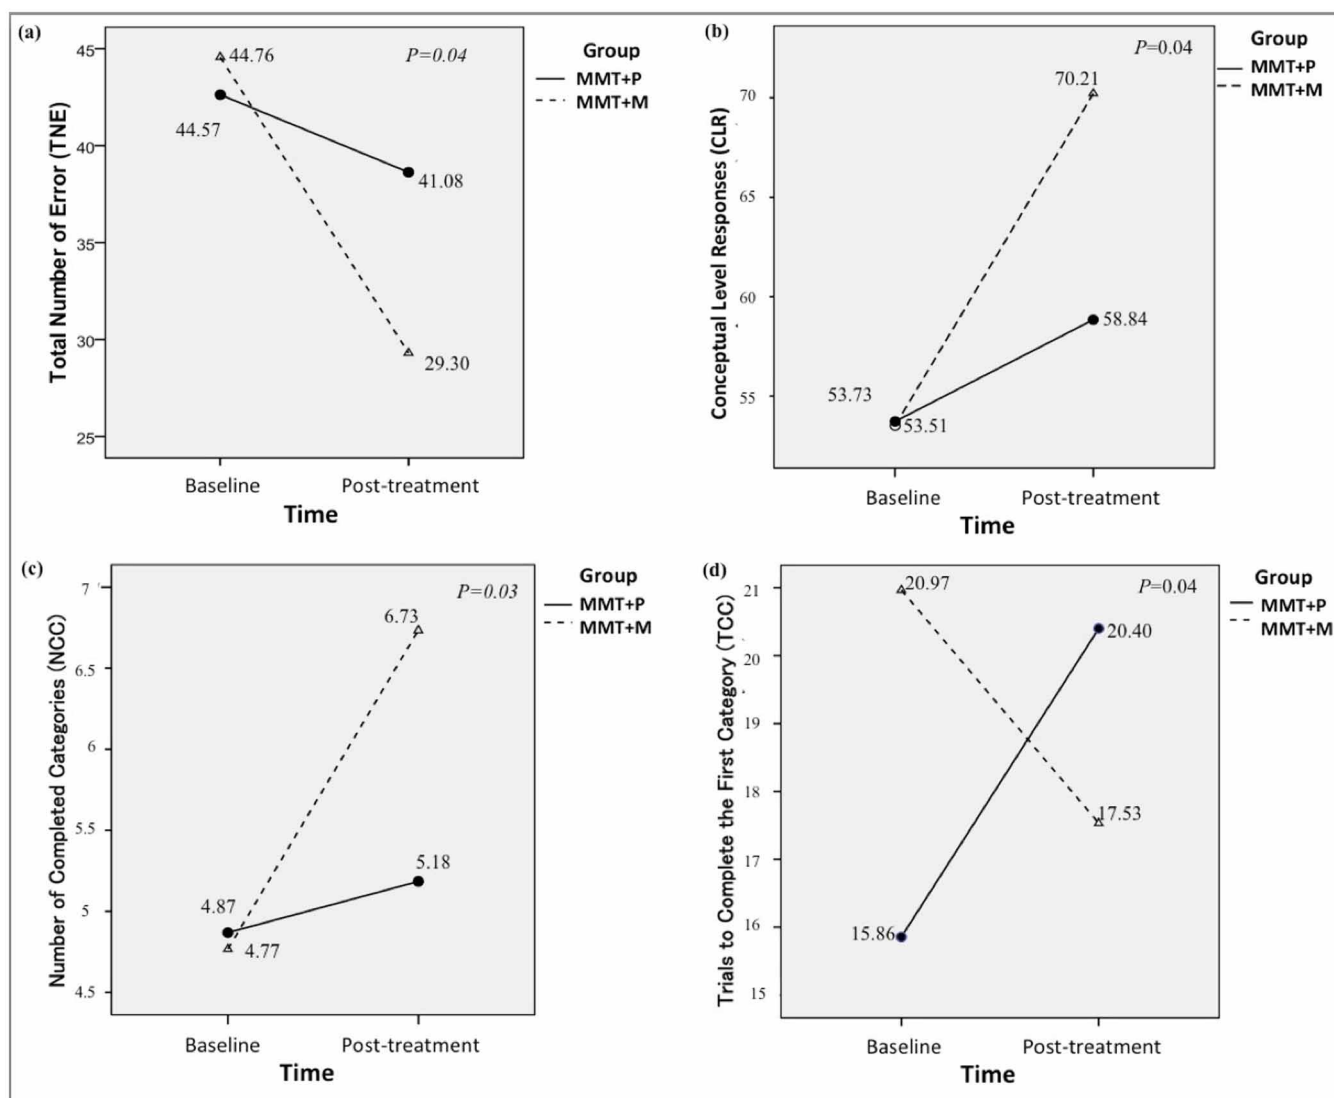 (a)
Total Number of Error (TNE)
45
40
35
30
25
44.76
44.57
41.08
29.30
P=0.04
Baseline
Post-treatment
Time
Group
MMT+P
MMT+M
(b)
Conceptual Level Responses (CLR)
70
65
60
55
70.21
58.84
53.73
53.51
P=0.04
Baseline
Post-treatment
Time
Group
MMT+P
MMT+M
(c)
Number of Completed Categories (NCC)
7
6.5
6
5.5
5
4.5
6.73
5.18
4.87
4.77
P=0.03
Baseline
Post-treatment
Time
Group
MMT+P
MMT+M
(d)
Trials to Complete the First Category (TCC)
21
20
19
18
17
16
15
20.97
20.40
17.53
15.86
P=0.04
Baseline
Post-treatment
Time
Group
MMT+P
MMT+M